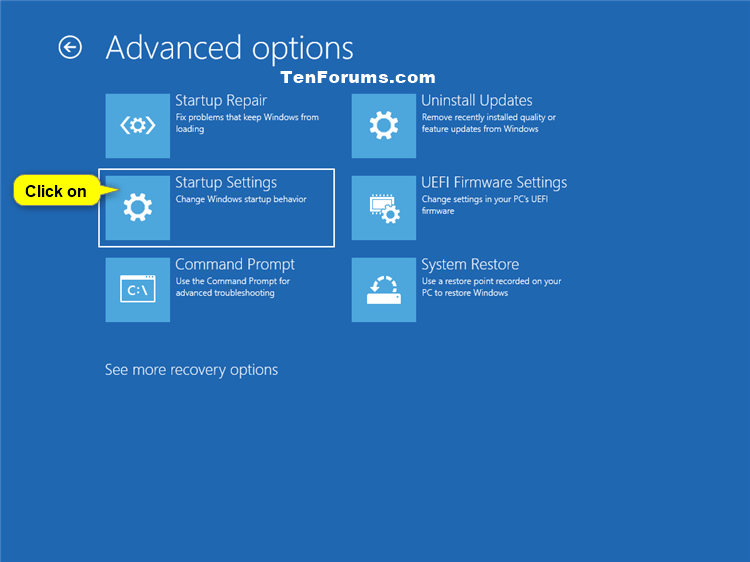 Advanced options
TenForums.com
Startup Repair
Fix problems that keep Windows from
loading
Uninstall Updates
Remove recently installed quality or
feature updates from Windows
Click on
Startup Settings
Change Windows startup behavior
UEFI Firmware Settings
Change settings in your PC's UEFI
firmware
C:\
Command Prompt
Use the Command Prompt for
advanced troubleshooting
System Restore
Use a restore point recorded on your
PC to restore Windows
See more recovery options